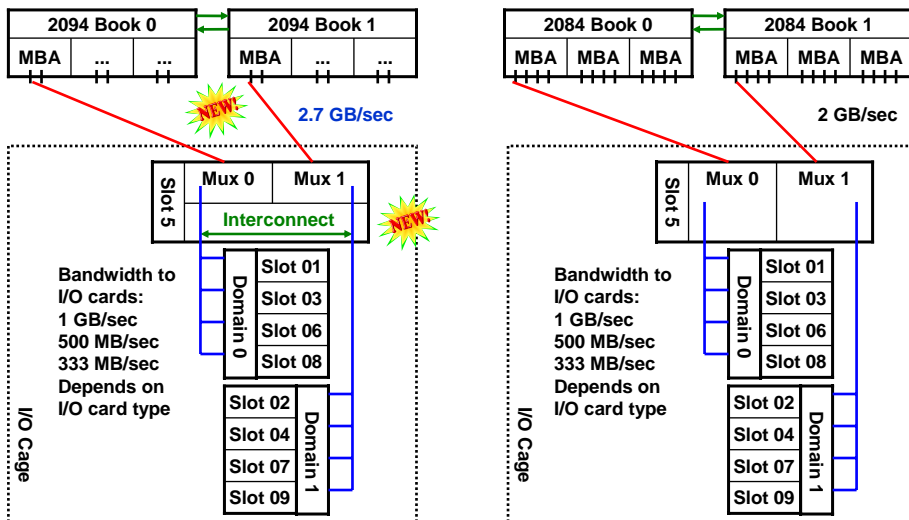 2094 Book 0
2094 Book 1
MBA ... ...
MBA ... ...
NEW!
2.7 GB/sec
Slot 5
Mux 0
Mux 1
Interconnect
NEW!
Bandwidth to
I/O cards:
1 GB/sec
500 MB/sec
333 MB/sec
Depends on
I/O card type
Domain 0
Slot 01
Slot 03
Slot 06
Slot 08
Slot 02
Slot 04
Slot 07
Slot 09
Domain 1
I/O Cage
2084 Book 0
2084 Book 1
MBA MBA MBA
MBA MBA MBA
2 GB/sec
Slot 5
Mux 0
Mux 1
Bandwidth to
I/O cards:
1 GB/sec
500 MB/sec
333 MB/sec
Depends on
I/O card type
Domain 0
Slot 01
Slot 03
Slot 06
Slot 08
Slot 02
Slot 04
Slot 07
Slot 09
Domain 1
I/O Cage